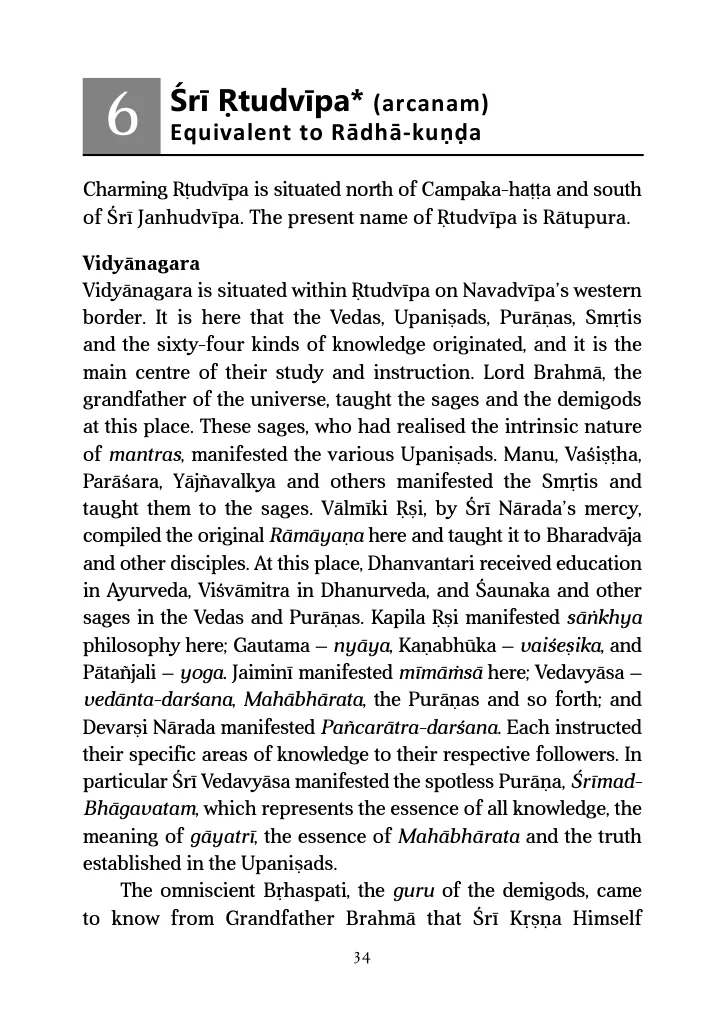 6
Śrī Ṛtudvīpa* (arcanam)
Equivalent to Rādhā-kuṇḍa
Charming Rṭudvīpa is situated north of Campaka-haṭṭa and south
of Śrī Janhudvīpa. The present name of Ṛtudvīpa is Rātupura.
Vidyānagara
Vidyānagara is situated within Ṛtudvīpa on Navadvīpa’s western
border. It is here that the Vedas, Upaniṣads, Purāṇas, Smṛtis
and the sixty-four kinds of knowledge originated, and it is the
main centre of their study and instruction. Lord Brahmā, the
grandfather of the universe, taught the sages and the demigods
at this place. These sages, who had realised the intrinsic nature
of mantras, manifested the various Upaniṣads. Manu, Vaśiṣṭha,
Parāśara, Yājñavalkya and others manifested the Smṛtis and
taught them to the sages. Vālmīki Ṛṣi, by Śrī Nārada’s mercy,
compiled the original Rāmāyaṇa here and taught it to Bharadvāja
and other disciples. At this place, Dhanvantari received education
in Ayurveda, Viśvāmitra in Dhanurveda, and Śaunaka and other
sages in the Vedas and Purāṇas. Kapila Ṛṣi manifested sāṅkhya
philosophy here; Gautama – nyāya, Kaṇabhūka – vaiśeṣika, and
Pātañjali – yoga. Jaiminī manifested mīmāṁsā here; Vedavyāsa –
vedānta-darśana, Mahābhārata, the Purāṇas and so forth; and
Devarṣi Nārada manifested Pañcarātra-darśana. Each instructed
their specific areas of knowledge to their respective followers. In
particular Śrī Vedavyāsa manifested the spotless Purāṇa, Śrīmad-
Bhāgavatam, which represents the essence of all knowledge, the
meaning of gāyatrī, the essence of Mahābhārata and the truth
established in the Upaniṣads.
The omniscient Bṛhaspati, the guru of the demigods, came
to know from Grandfather Brahmā that Śrī Kṛṣṇa Himself
34